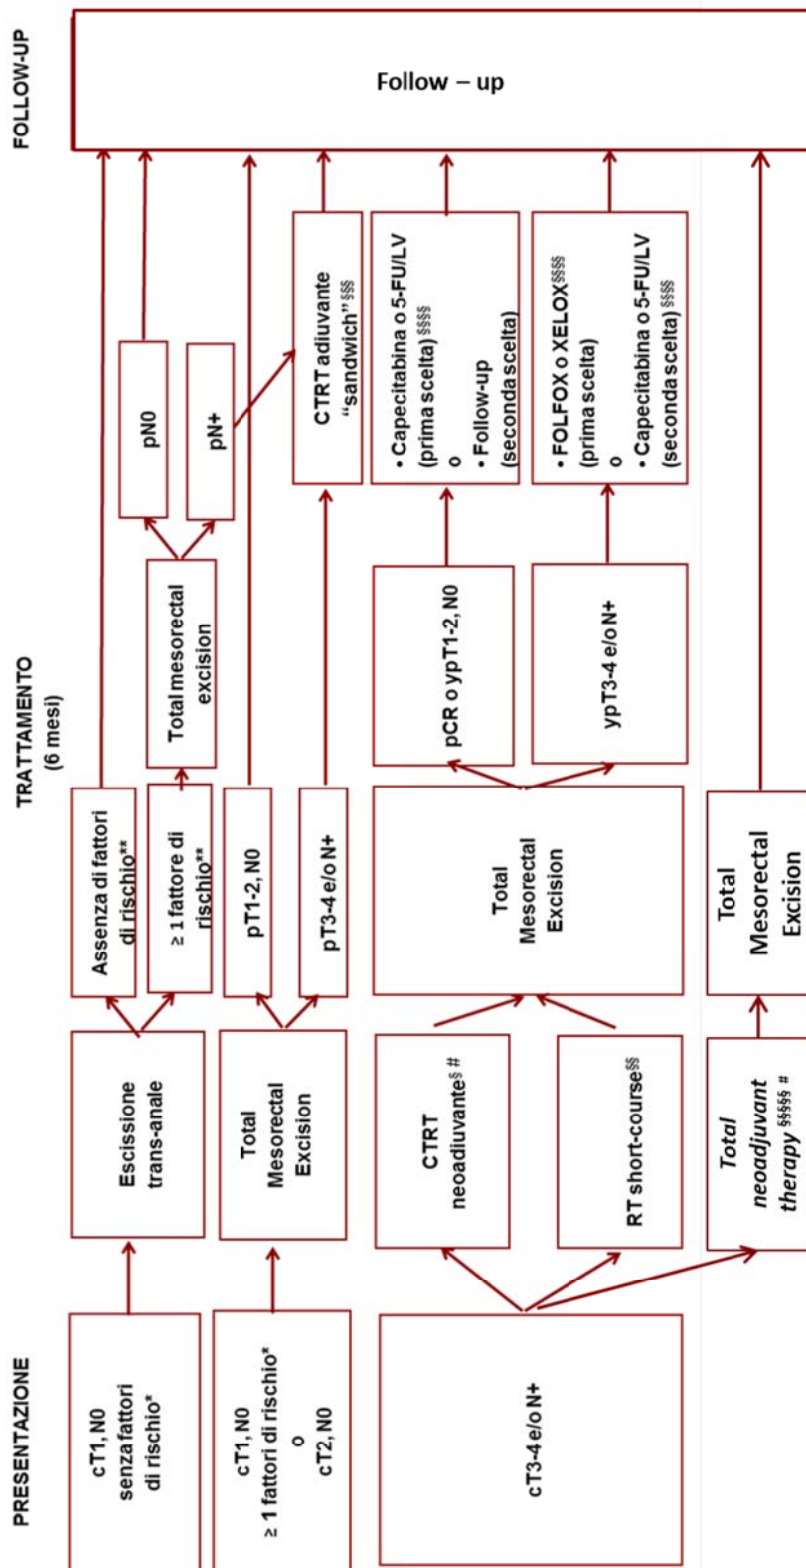 PRESENTAZIONE
TRATTAMENTO
(6 mesi)
FOLLOW-UP
cT1, N0
senza fattori
di rischio*
Escissione
trans-anale
Assenza di fattori
di rischio**
≥ 1 fattore di
rischio**
Total mesorectal
excision
pN0
pN+
cT1, N0
≥ 1 fattori di rischio*
o
cT2, N0
Total
Mesorectal
Excision
pT1-2, N0
pT3-4 e/o N+
CTRT adiuvante
“sandwich” §§§
cT3-4 e/o N+
CTRT
neoadiuvante§ #
RT short-course§§
Total
Mesorectal
Excision
pCR o ypT1-2, N0
ypT3-4 e/o N+
• Capecitabina o 5-FU/LV
(prima scelta) §§§§
o
• Follow-up
(seconda scelta)
• FOLFOX o XELOX§§§§
(prima scelta)
o
• Capecitabina o 5-FU/LV
(seconda scelta) §§§§
Total
neoadjuvant
therapy §§§§§ #
Total
Mesorectal
Excision
Follow – up